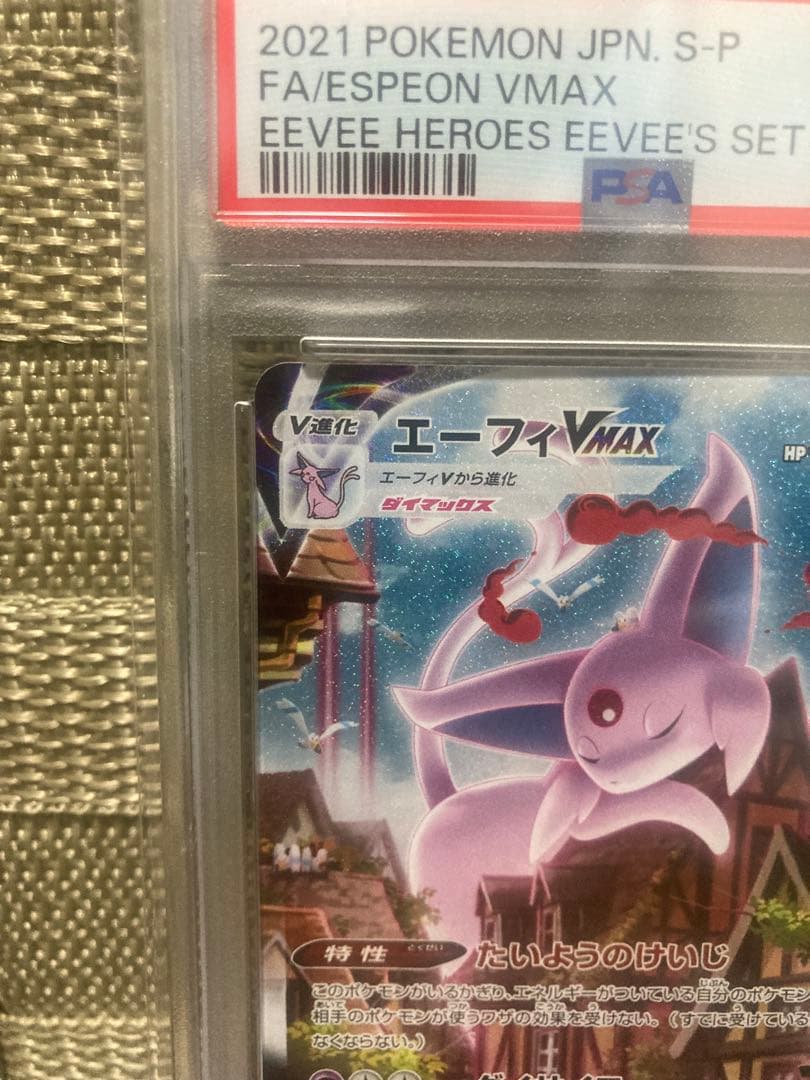 2021 POKEMON JPN. S-P
FA/ESPEON VMAX
EEVEE HEROES EEVEE'S SET
PSA
V進化
エーフィVMAX
HP
エーフィVから進化
ダイマックス
特性
とくせい
たいようのけいじ
このポケモンがいるかぎり、エネルギーがついている自分のポケモン
相手のポケモンが使うワザの効果を受けない。(すでに受けている
なくならない。)